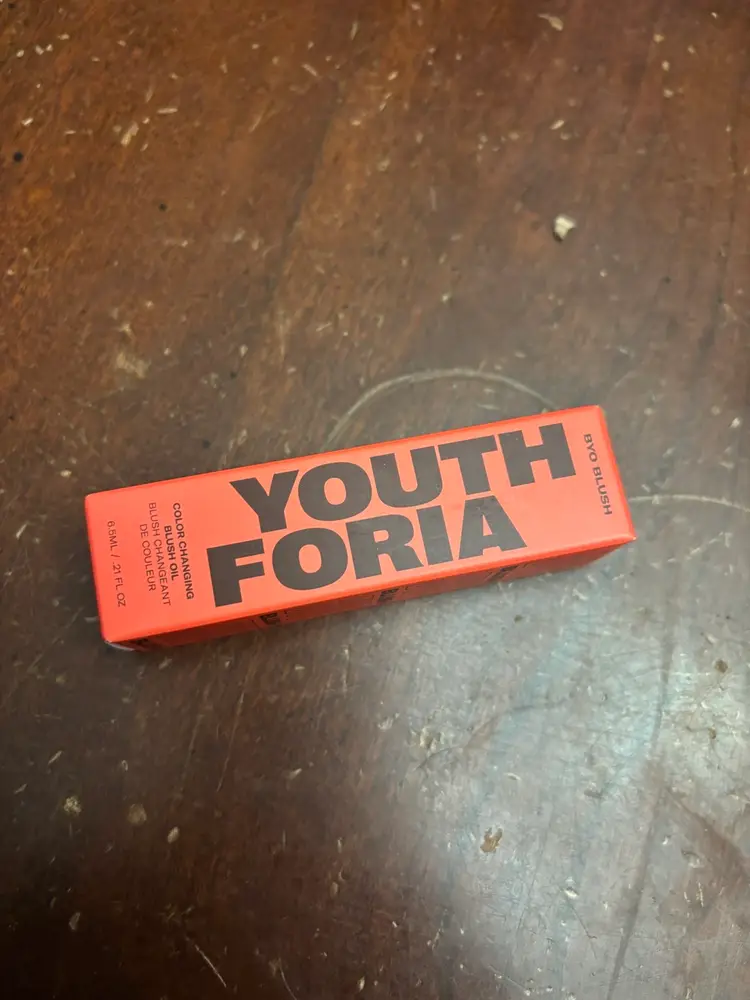 YOUTH
FORIA
BYO BLUSH
COLOR CHANGING
BLUSH OIL
BLUSH CHANGEANT
DE COULEUR
6.5ML / .21 FL OZ